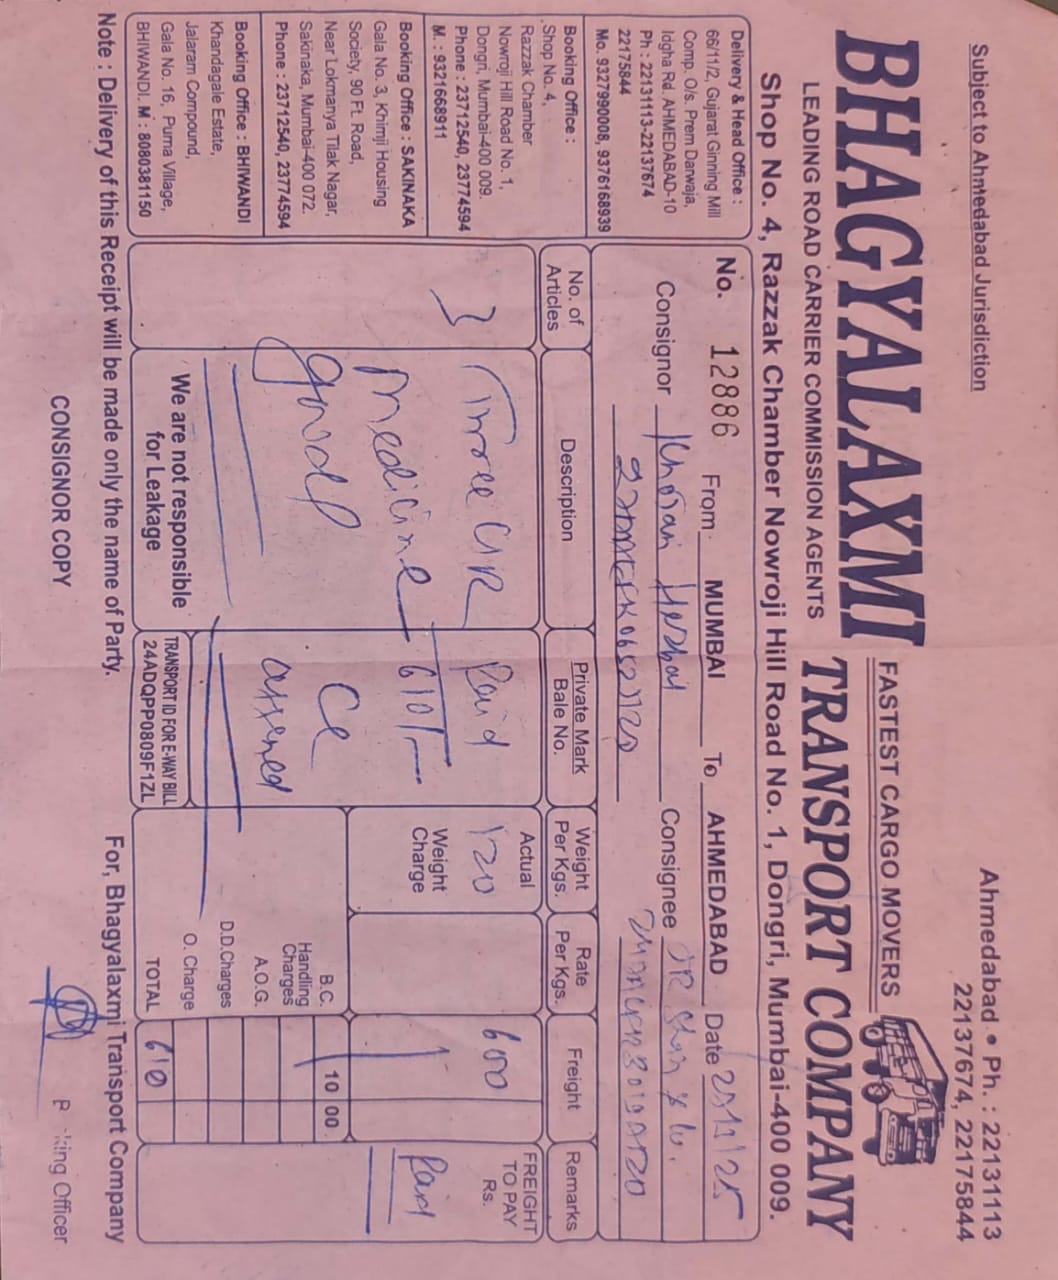 Subject to Ahmedabad Jurisdiction
Ahmedabad • Ph. : 22131113
22137674, 22175844
BHAGYALAXMI TRANSPORT COMPANY
FASTEST CARGO MOVERS
LEADING ROAD CARRIER COMMISSION AGENTS
Shop No. 4, Razzak Chamber Nowroji Hill Road No. 1, Dongri, Mumbai-400 009.
Delivery & Head Office :
66/11/2, Gujarat Ginning Mill
Comp. O/s. Prem Darwaja,
Idgha Rd. AHMEDABAD-10
Ph : 22131113-22137674
22175844
Mo. 9327990008, 9376168939
Booking Office :
Shop No. 4,
Razzak Chamber
Nowroji Hill Road No. 1,
Dongri, Mumbai-400 009.
Phone : 23712540, 23774594
M. : 9321668911
Booking Office : SAKINAKA
Gala No. 3, Khimji Housing
Society, 90 Ft. Road,
Near Lokmanya Tilak Nagar,
Sakinaka, Mumbai-400 072.
Phone : 23712540, 23774594
Booking Office : BHIWANDI
Khandagale Estate,
Jalaram Compound,
Gala No. 16, Purna Village,
BHIWANDI. M : 8080381150
No. 12886 From MUMBAI To AHMEDABAD Date
Consignor Herbal Consignee
No. of Articles
Description
Private Mark Bale No.
Weight Per Kgs.
Rate Per Kgs.
Freight
Remarks
3
Three
Medicine
goods
Paid
610/-
Actual
120
Weight Charge
600
FREIGHT TO PAY Rs.
Paid
B.C. 10 00
Handling Charges
A.O.G.
D.D.Charges
O. Charge
TOTAL 610
We are not responsible for Leakage
TRANSPORT ID FOR E-WAY BILL
24ADQPP0809F1ZL
Note : Delivery of this Receipt will be made only the name of Party.
For, Bhagyalaxmi Transport Company
CONSIGNOR COPY
Officer